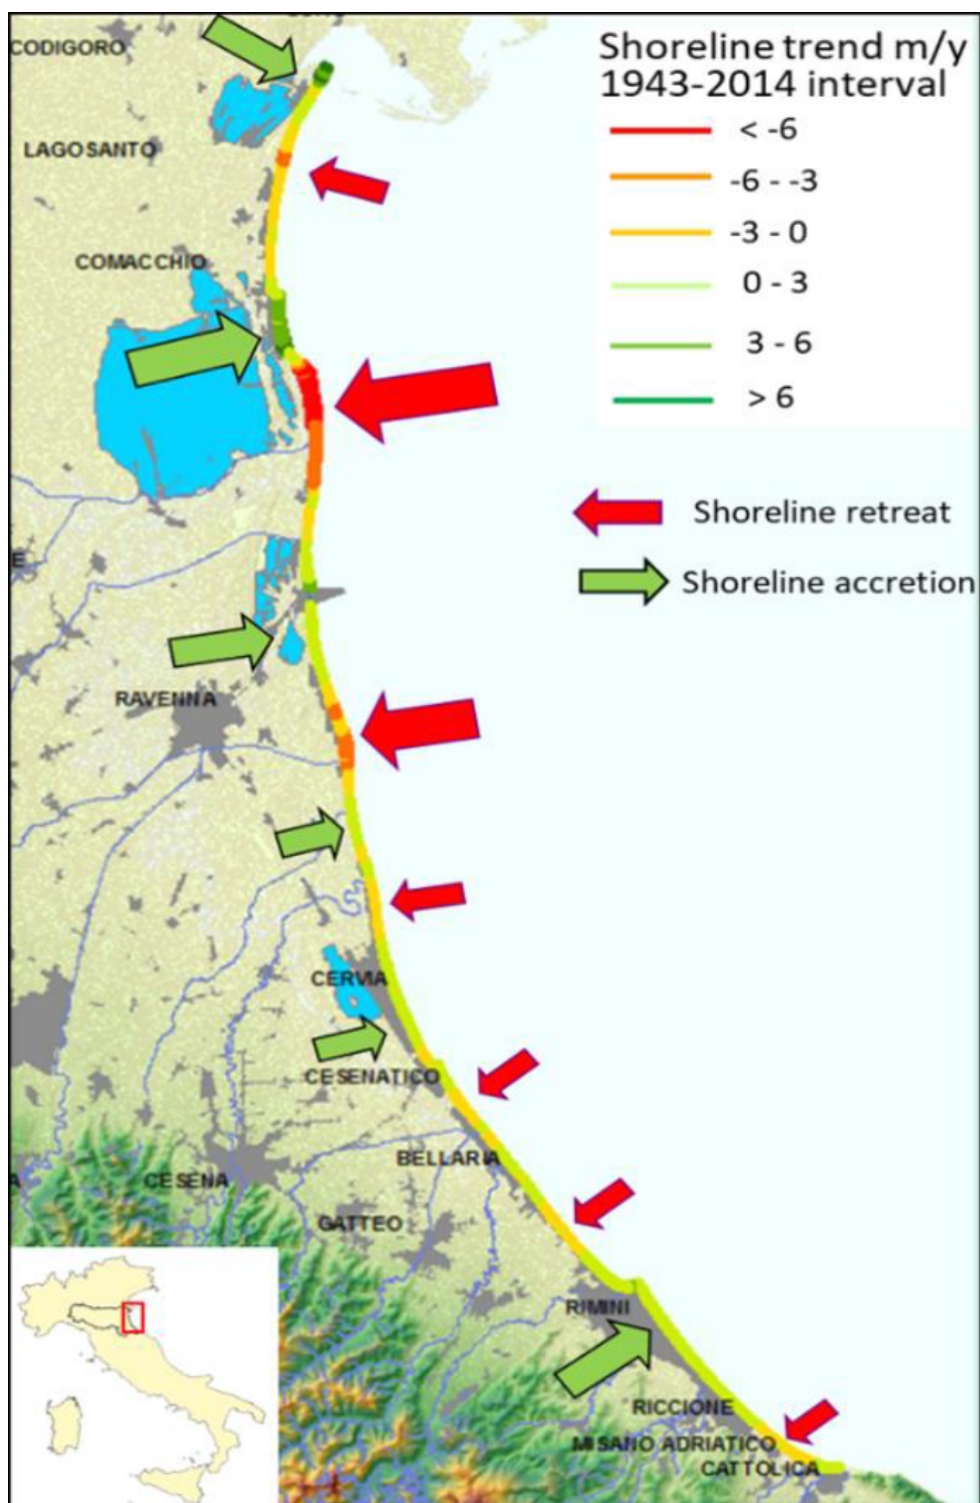 CODIGORO
Shoreline trend m/y
1943-2014 interval
< -6
-6 - -3
-3 - 0
0 - 3
3 - 6
> 6
LAGOSANTO
COMACCHIO
Shoreline retreat
Shoreline accretion
E
RAVENNA
CERVIA
CESENATICO
BELLARIA
CESENA
GATTEO
RIMINI
RICCIONE
MISANO ADRIATICO
CATTOLICA